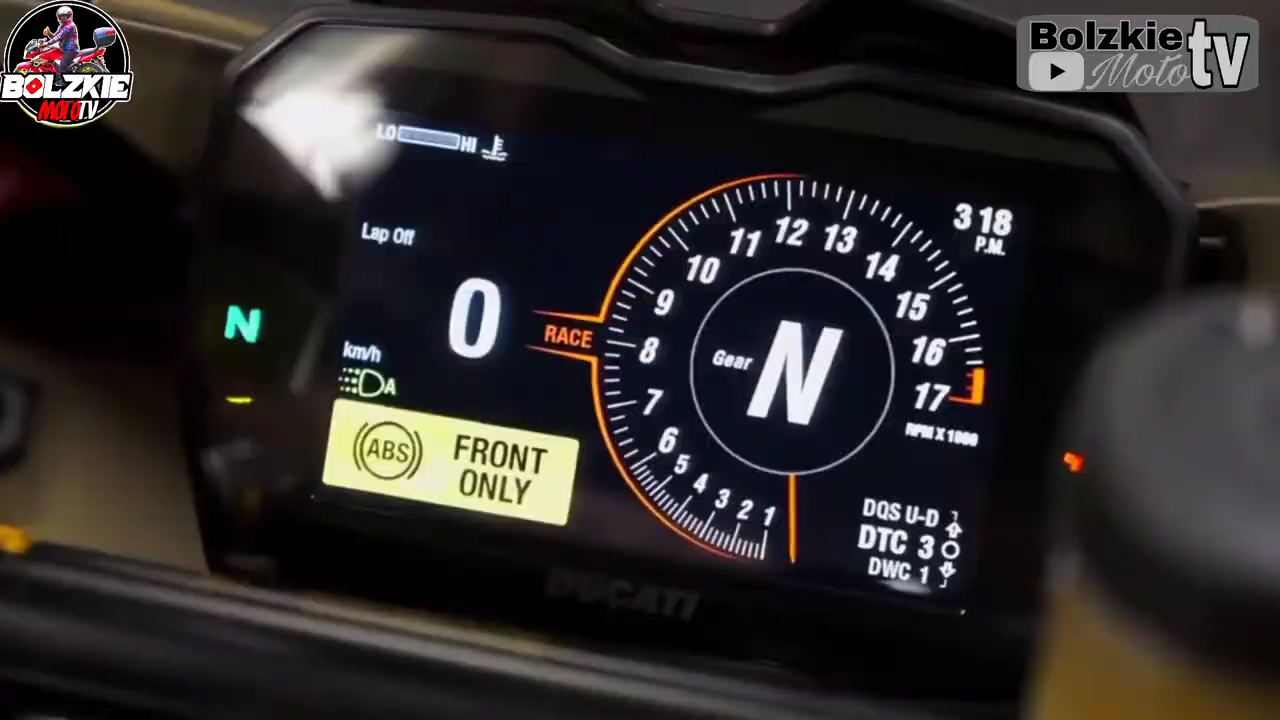 BOLZKIE
MOTOTV
Bolzkie
Moto tv
LO HI
Lap Off
3 18
P.M.
0
km/h
A
N
RACE
ABS
FRONT
ONLY
Gear
N
1
2
3
4
5
6
7
8
9
10
11
12
13
14
15
16
17
RPM X 1000
DQS U-D
DTC 3
DWC 1
DUCATI